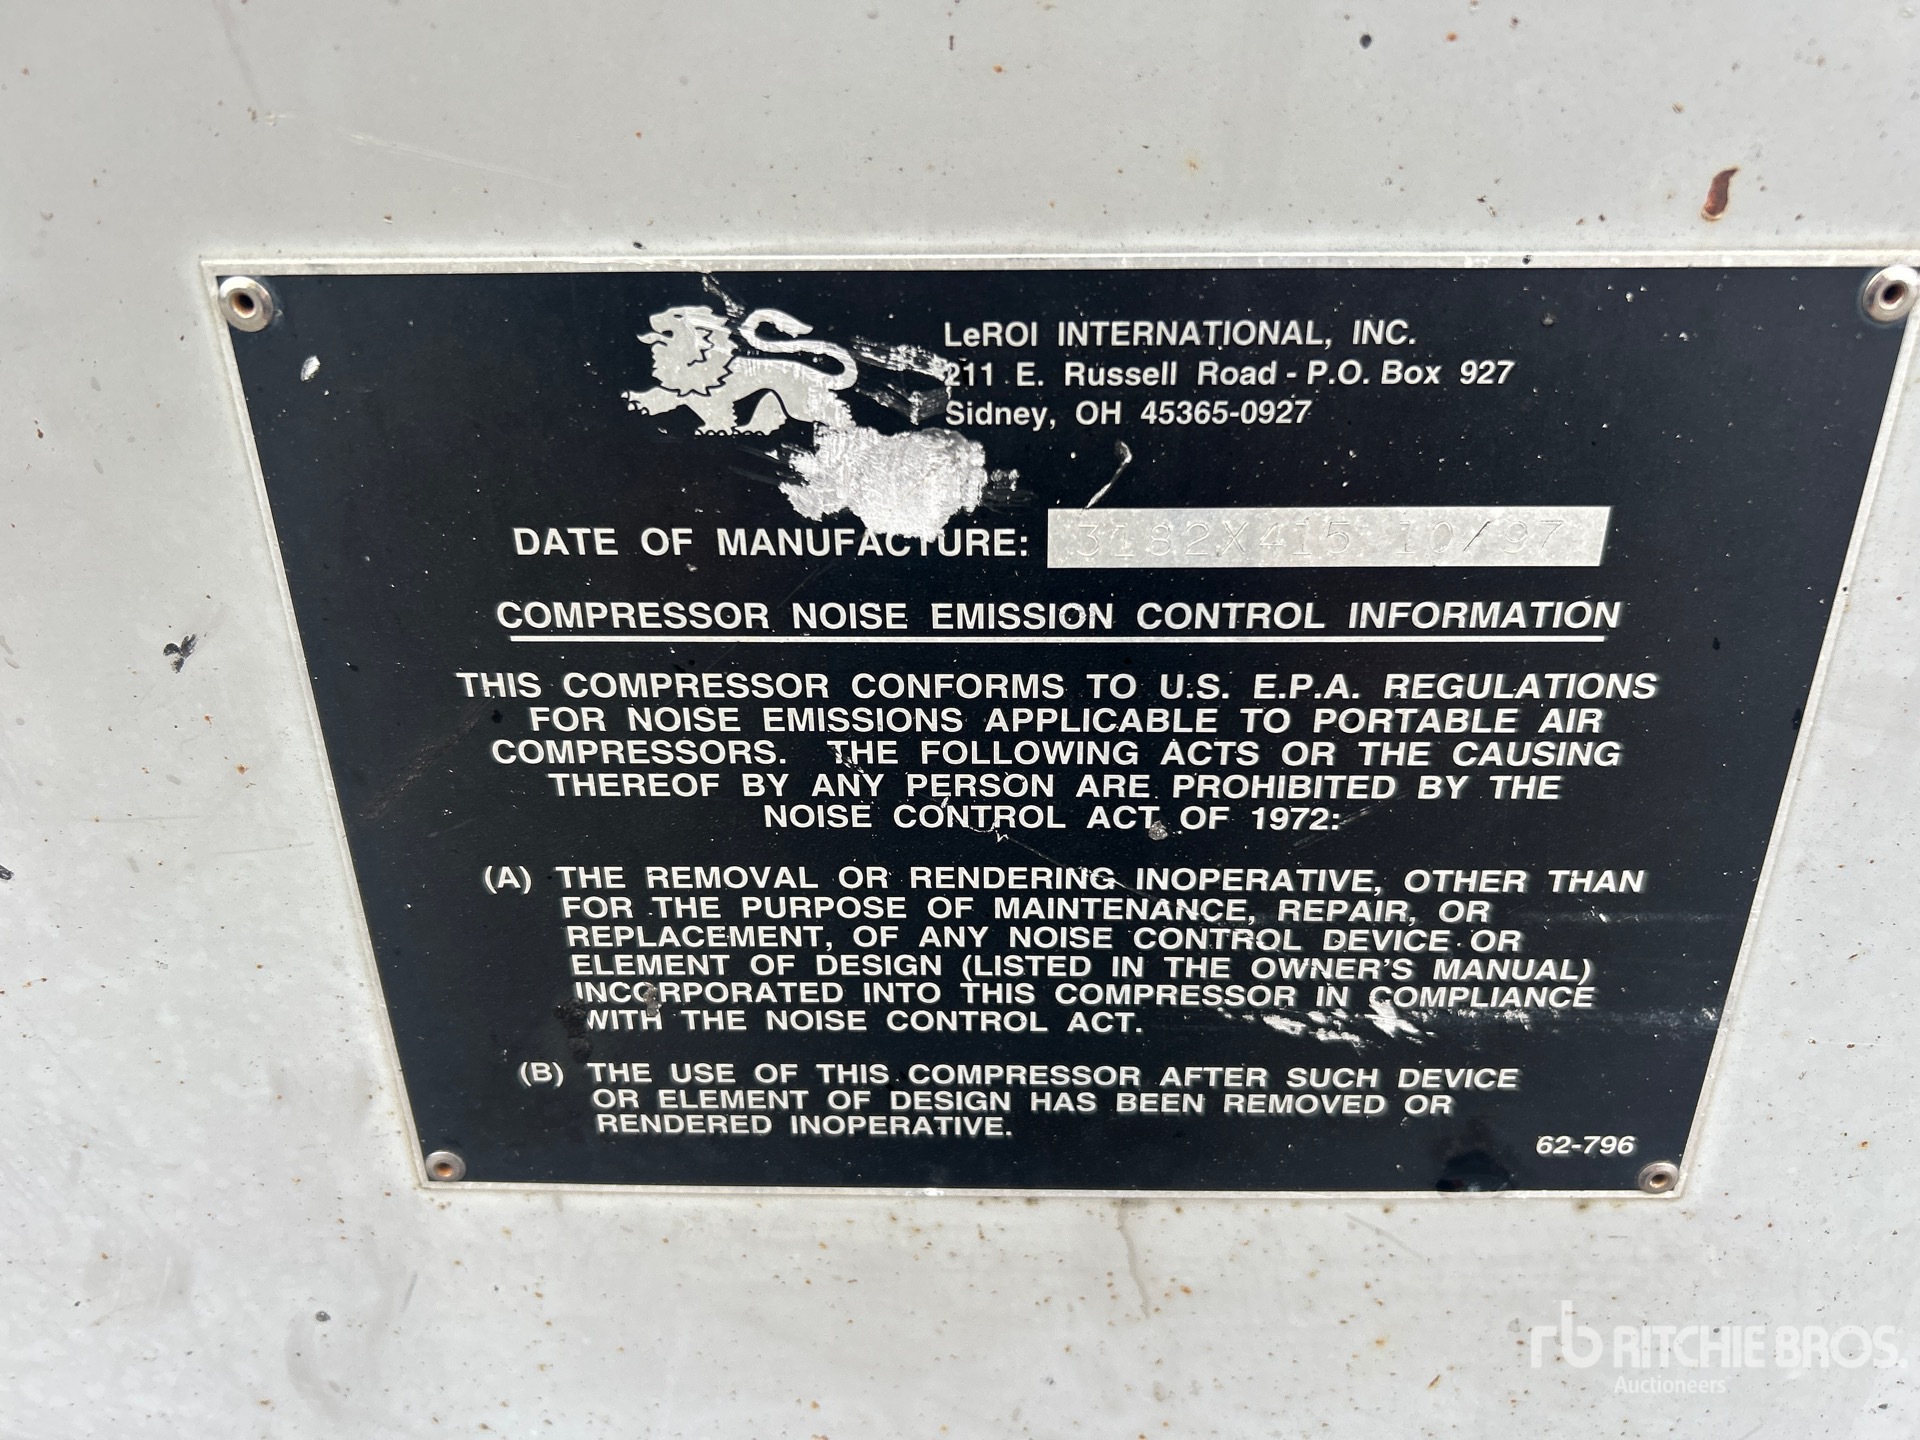 LeROI INTERNATIONAL, INC.
211 E. Russell Road - P.O. Box 927
Sidney, OH 45365-0927
DATE OF MANUFACTURE: 3182X415 10/97
COMPRESSOR NOISE EMISSION CONTROL INFORMATION
THIS COMPRESSOR CONFORMS TO U.S. E.P.A. REGULATIONS
FOR NOISE EMISSIONS APPLICABLE TO PORTABLE AIR
COMPRESSORS. THE FOLLOWING ACTS OR THE CAUSING
THEREOF BY ANY PERSON ARE PROHIBITED BY THE
NOISE CONTROL ACT OF 1972:
(A) THE REMOVAL OR RENDERING INOPERATIVE, OTHER THAN
FOR THE PURPOSE OF MAINTENANCE, REPAIR, OR
REPLACEMENT, OF ANY NOISE CONTROL DEVICE OR
ELEMENT OF DESIGN (LISTED IN THE OWNER'S MANUAL)
INCORPORATED INTO THIS COMPRESSOR IN COMPLIANCE
WITH THE NOISE CONTROL ACT.
(B) THE USE OF THIS COMPRESSOR AFTER SUCH DEVICE
OR ELEMENT OF DESIGN HAS BEEN REMOVED OR
RENDERED INOPERATIVE.
62-796
rb RITCHIE BROS.
Auctioneers